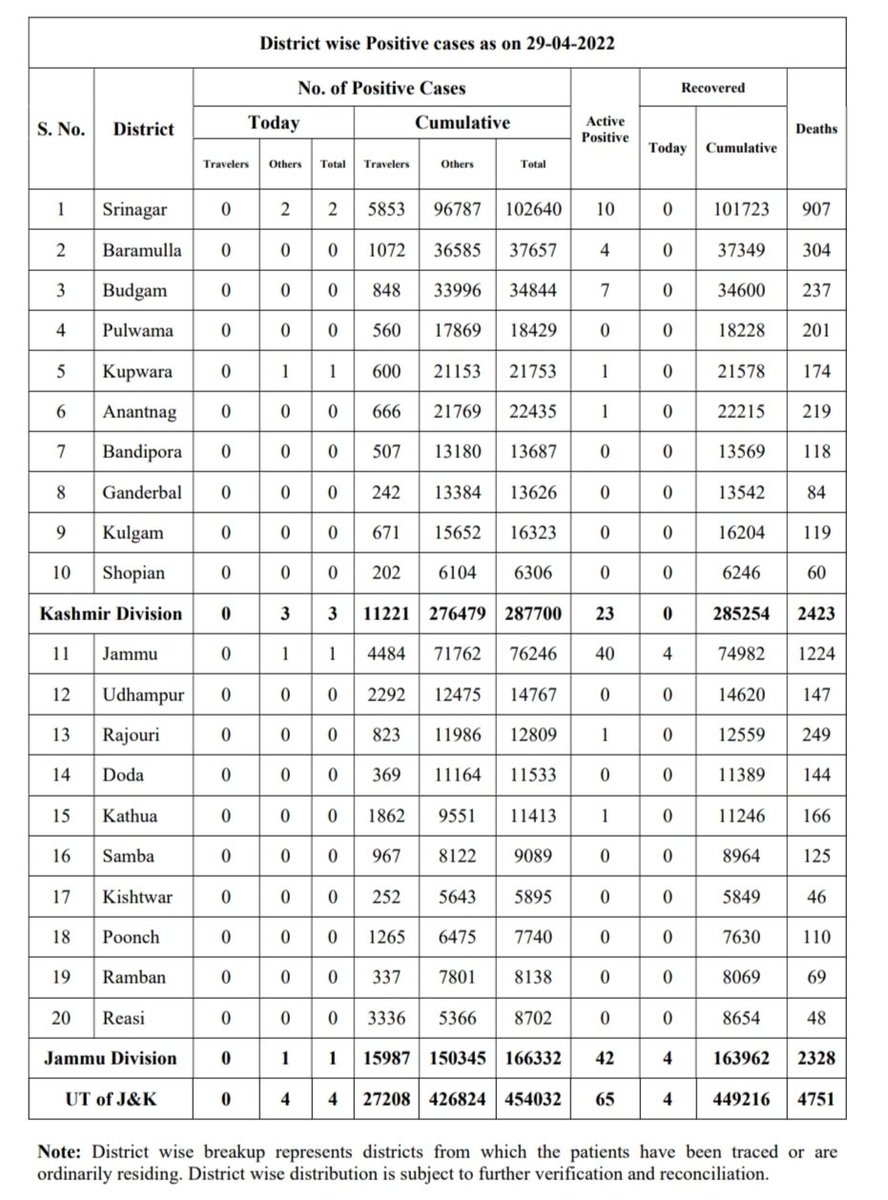 District wise Positive cases as on 29-04-2022
S. No. District No. of Positive Cases Active Positive Recovered Deaths
Today Cumulative Today Cumulative
Travelers Others Total Travelers Others Total
1 Srinagar 0 2 2 5853 96787 102640 10 0 101723 907
2 Baramulla 0 0 0 1072 36585 37657 4 0 37349 304
3 Budgam 0 0 0 848 33996 34844 7 0 34600 237
4 Pulwama 0 0 0 560 17869 18429 0 0 18228 201
5 Kupwara 0 1 1 600 21153 21753 1 0 21578 174
6 Anantnag 0 0 0 666 21769 22435 1 0 22215 219
7 Bandipora 0 0 0 507 13180 13687 0 0 13569 118
8 Ganderbal 0 0 0 242 13384 13626 0 0 13542 84
9 Kulgam 0 0 0 671 15652 16323 0 0 16204 119
10 Shopian 0 0 0 202 6104 6306 0 0 6246 60
Kashmir Division 0 3 3 11221 276479 287700 23 0 285254 2423
11 Jammu 0 1 1 4484 71762 76246 40 4 74982 1224
12 Udhampur 0 0 0 2292 12475 14767 0 0 14620 147
13 Rajouri 0 0 0 823 11986 12809 1 0 12559 249
14 Doda 0 0 0 369 11164 11533 0 0 11389 144
15 Kathua 0 0 0 1862 9551 11413 1 0 11246 166
16 Samba 0 0 0 967 8122 9089 0 0 8964 125
17 Kishtwar 0 0 0 252 5643 5895 0 0 5849 46
18 Poonch 0 0 0 1265 6475 7740 0 0 7630 110
19 Ramban 0 0 0 337 7801 8138 0 0 8069 69
20 Reasi 0 0 0 3336 5366 8702 0 0 8654 48
Jammu Division 0 1 1 15987 150345 166332 42 4 163962 2328
UT of J&K 0 4 4 27208 426824 454032 65 4 449216 4751
Note: District wise breakup represents districts from which the patients have been traced or are
ordinarily residing. District wise distribution is subject to further verification and reconciliation.